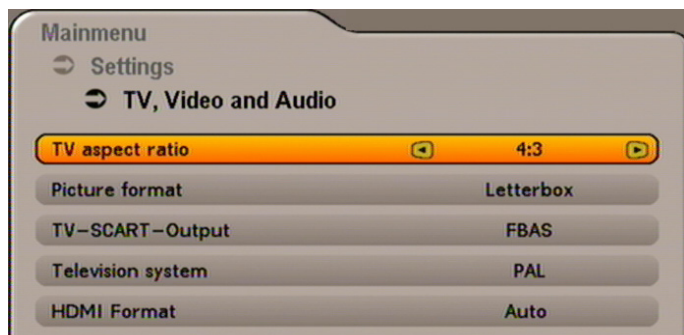 Mainmenu
Settings
TV, Video and Audio
TV aspect ratio 4:3
Picture format Letterbox
TV-SCART-Output FBAS
Television system PAL
HDMI Format Auto